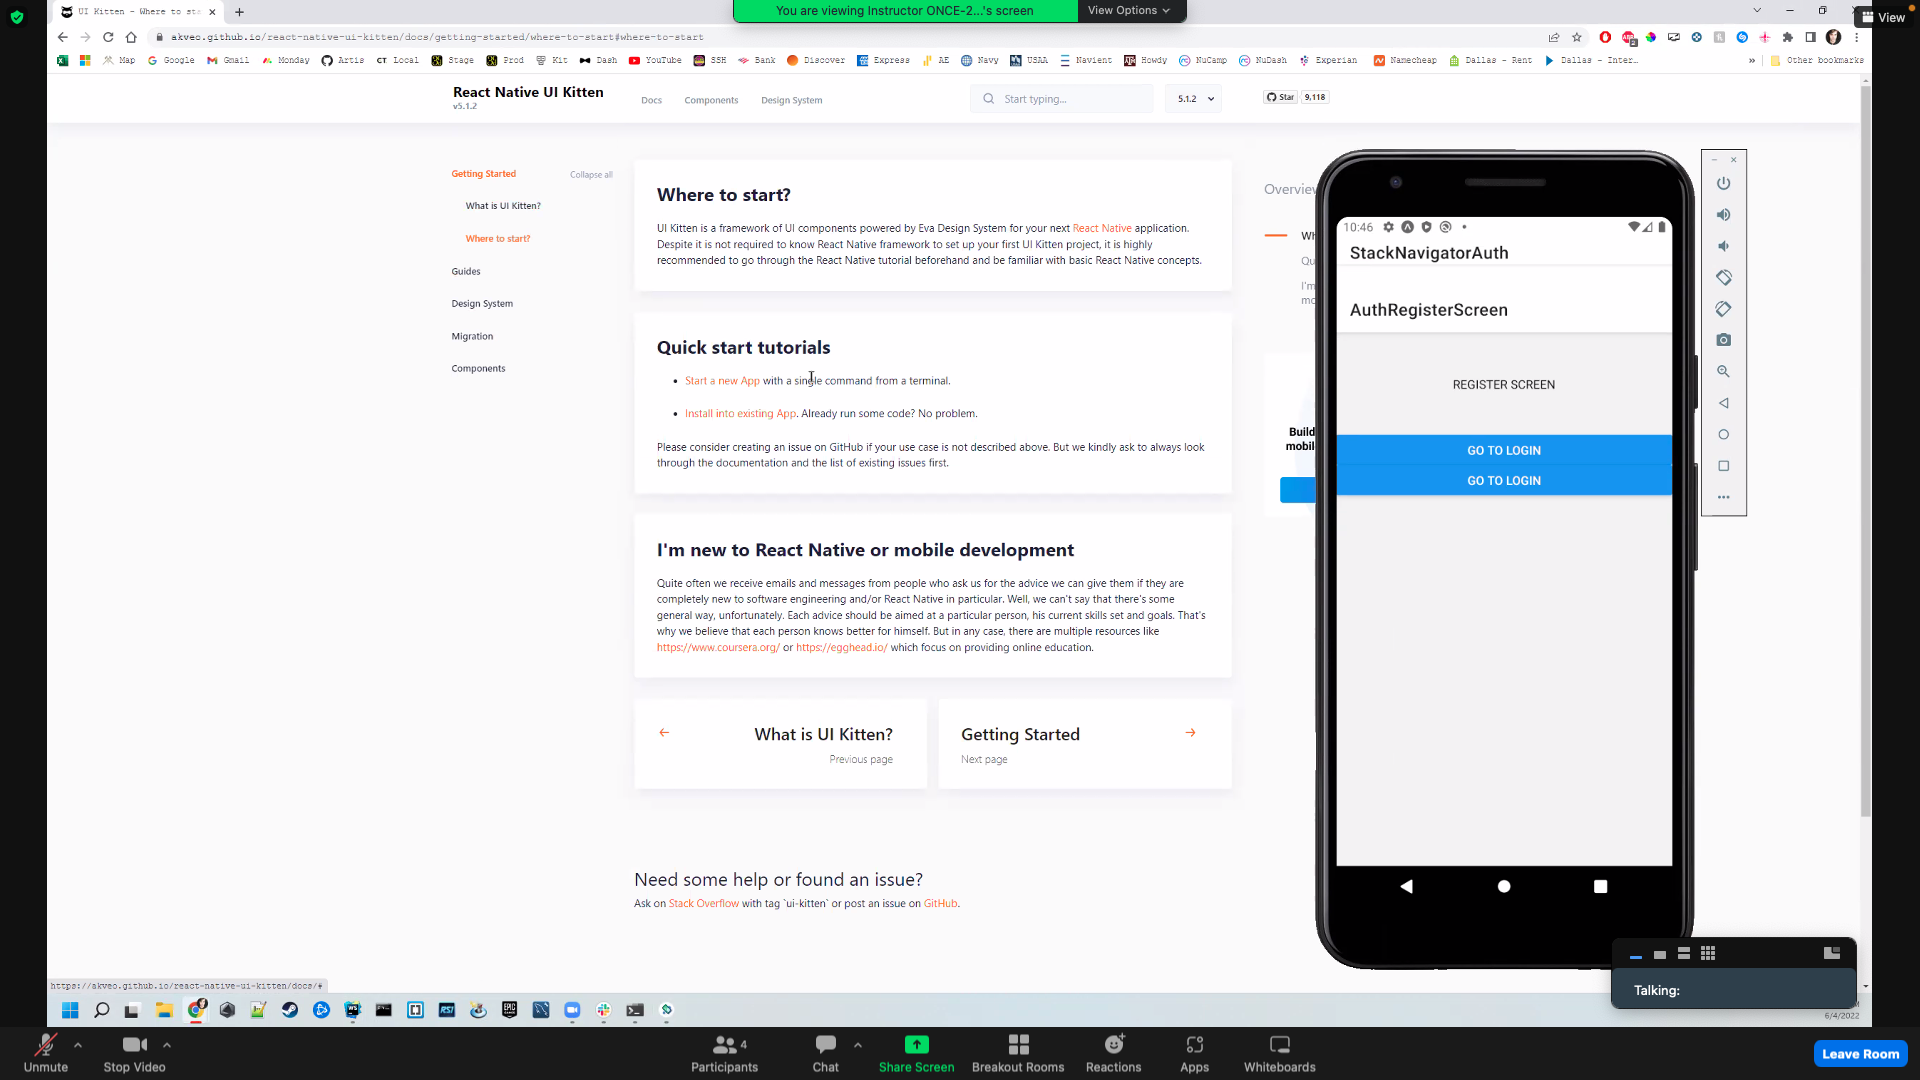 UI Kitten - Where to sta
You are viewing Instructor ONCE-2...'s screen
View Options
View
akveo.github.io/react-native-ui-kitten/docs/getting-started/where-to-start#where-to-start
Map Google Gmail Monday Artis CT Local Stage Prod Kit Dash YouTube SSH Bank Discover Express AE Navy USAA Navient Howdy NuCamp NuDash Experian Namecheap Dallas - Rent Dallas - Inter... » Other bookmarks
React Native UI Kitten
v5.1.2
Docs Components Design System
Start typing...
5.1.2
Star 9,118
Getting Started
Collapse all
What is UI Kitten?
Where to start?
Guides
Design System
Migration
Components
Where to start?
UI Kitten is a framework of UI components powered by Eva Design System for your next React Native application.
Despite it is not required to know React Native framework to set up your first UI Kitten project, it is highly
recommended to go through the React Native tutorial beforehand and be familiar with basic React Native concepts.
Quick start tutorials
• Start a new App with a single command from a terminal.
• Install into existing App. Already run some code? No problem.
Please consider creating an issue on GitHub if your use case is not described above. But we kindly ask to always look
through the documentation and the list of existing issues first.
I'm new to React Native or mobile development
Quite often we receive emails and messages from people who ask us for the advice we can give them if they are
completely new to software engineering and/or React Native in particular. Well, we can't say that there's some
general way, unfortunately. Each advice should be aimed at a particular person, his current skills set and goals. That's
why we believe that each person knows better for himself. But in any case, there are multiple resources like
https://www.coursera.org/ or https://egghead.io/ which focus on providing online education.
What is UI Kitten?
Previous page
Getting Started
Next page
Need some help or found an issue?
Ask on Stack Overflow with tag `ui-kitten` or post an issue on GitHub.
Overview
Wh
Qu
I'm
mo
Build
mobil
10:46
StackNavigatorAuth
AuthRegisterScreen
REGISTER SCREEN
GO TO LOGIN
GO TO LOGIN
Talking:
https://akveo.github.io/react-native-ui-kitten/docs/#
6/4/2022
Unmute
Stop Video
4
Participants
Chat
Share Screen
Breakout Rooms
Reactions
Apps
Whiteboards
Leave Room